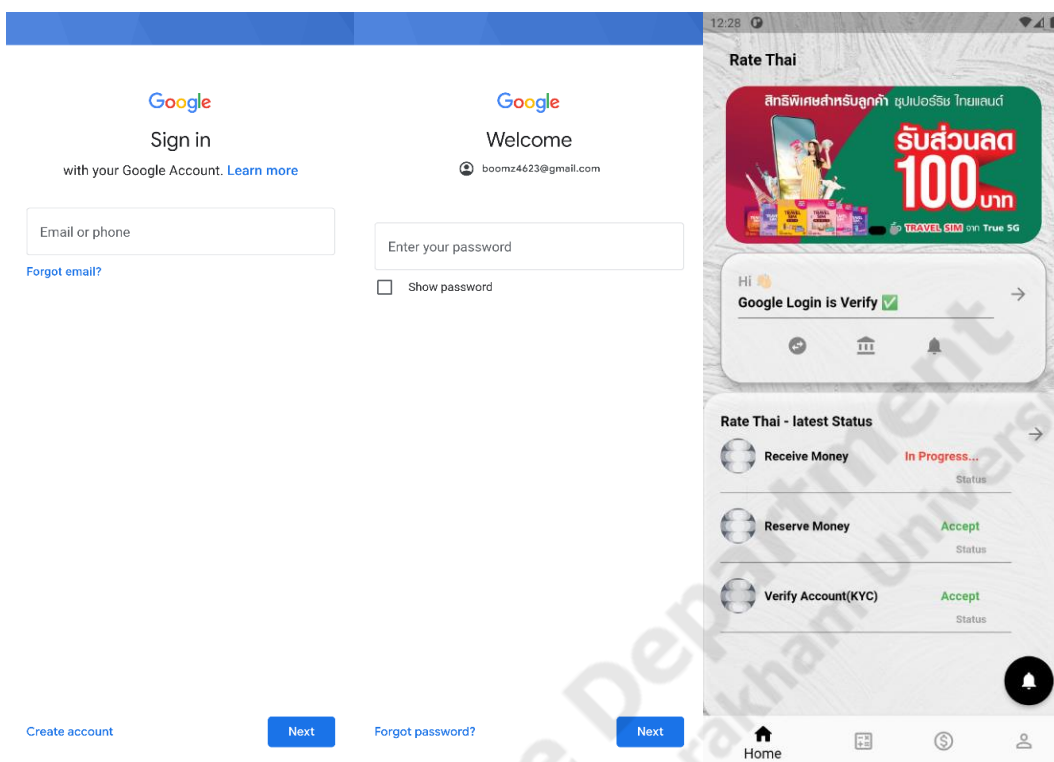 Google
Sign in
with your Google Account. Learn more
Email or phone
Forgot email?
Create account
Next
Google
Welcome
boomz4623@gmail.com
Enter your password
Show password
Forgot password?
Next
12:28
Rate Thai
สิทธิพิเศษสำหรับลูกค้า ซุปเปอร์ริช ไทยแลนด์
รับส่วนลด
100 บาท
ซื้อ TRAVEL SIM จาก True 5G
Hi 👋🏻
Google Login is Verify ✅
Rate Thai - latest Status
Receive Money In Progress...
Status
Reserve Money Accept
Status
Verify Account(KYC) Accept
Status
Home